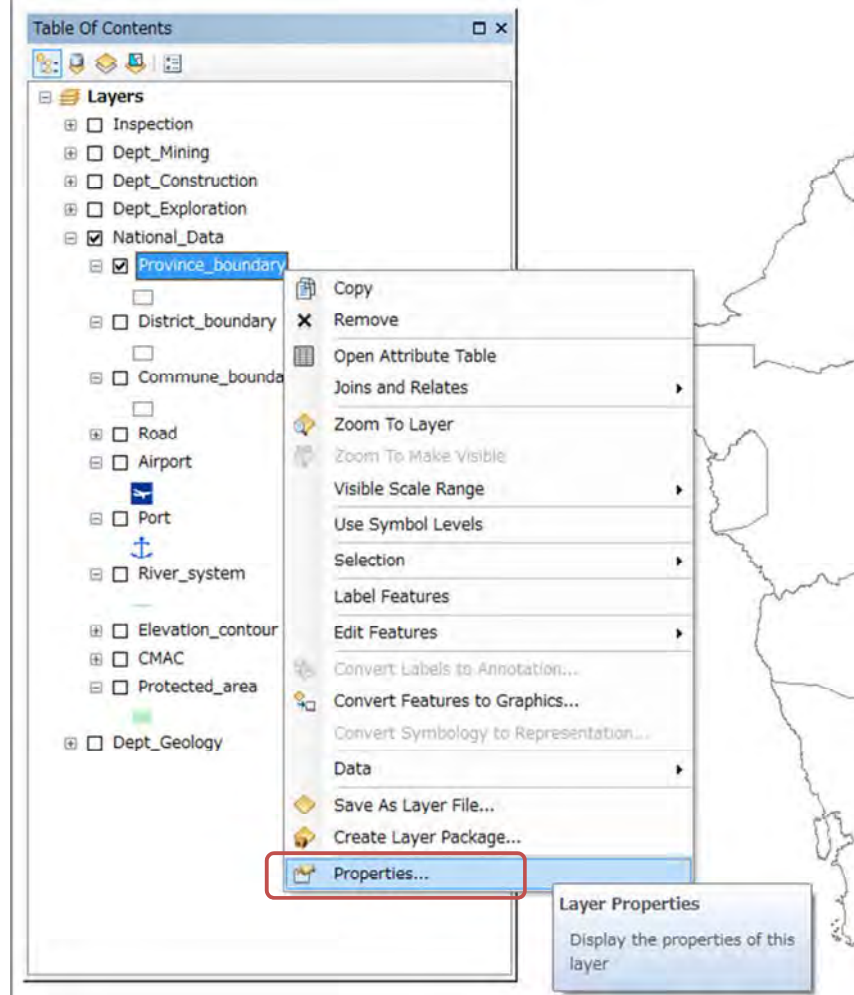 Table Of Contents
Layers
Inspection
Dept_Mining
Dept_Construction
Dept_Exploration
National_Data
Province_boundary
District_boundary
Commune_bounda
Road
Airport
Port
River_system
Elevation_contour
CMAC
Protected_area
Dept_Geology
Copy
Remove
Open Attribute Table
Joins and Relates
Zoom To Layer
Zoom To Make Visible
Visible Scale Range
Use Symbol Levels
Selection
Label Features
Edit Features
Convert Labels to Annotation...
Convert Features to Graphics...
Convert Symbology to Representation...
Data
Save As Layer File...
Create Layer Package...
Properties...
Layer Properties
Display the properties of this
layer